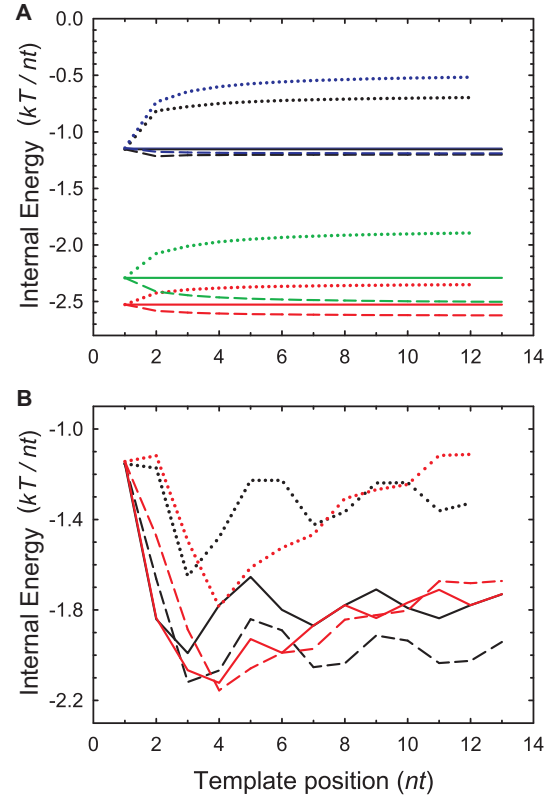 A
0.0
-0.5
-1.0
-1.5
-2.0
-2.5
Internal Energy (kT / nt)
0 2 4 6 8 10 12 14
B
-1.0
-1.4
-1.8
-2.2
Internal Energy (kT / nt)
0 2 4 6 8 10 12 14
Template position (nt)